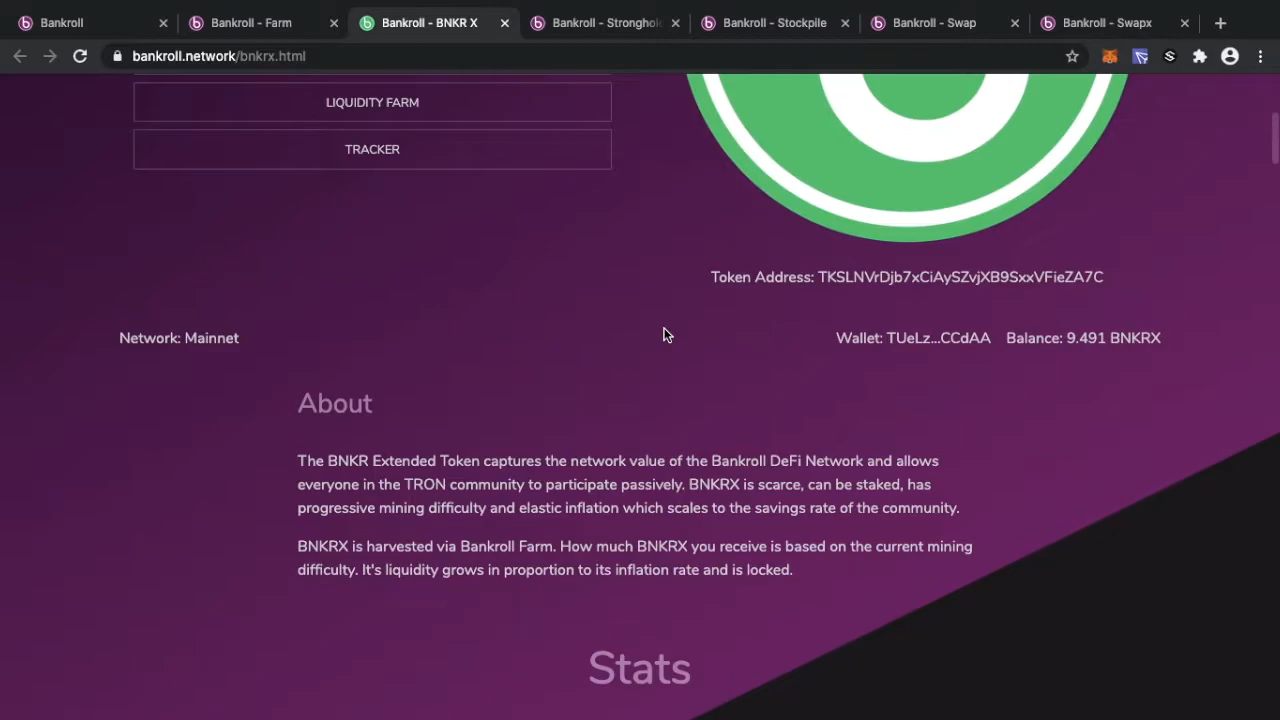 Bankroll
Bankroll - Farm
Bankroll - BNKR X
Bankroll - Stronghol
Bankroll - Stockpile
Bankroll - Swap
Bankroll - Swapx
bankroll.network/bnkrx.html
LIQUIDITY FARM
TRACKER
Token Address: TKSLNVrDjb7xCiAySZvjXB9SxxVFieZA7C
Network: Mainnet
Wallet: TUeLz...CCdAA Balance: 9.491 BNKRX
About
The BNKR Extended Token captures the network value of the Bankroll DeFi Network and allows
everyone in the TRON community to participate passively. BNKRX is scarce, can be staked, has
progressive mining difficulty and elastic inflation which scales to the savings rate of the community.
BNKRX is harvested via Bankroll Farm. How much BNKRX you receive is based on the current mining
difficulty. It's liquidity grows in proportion to its inflation rate and is locked.
Stats